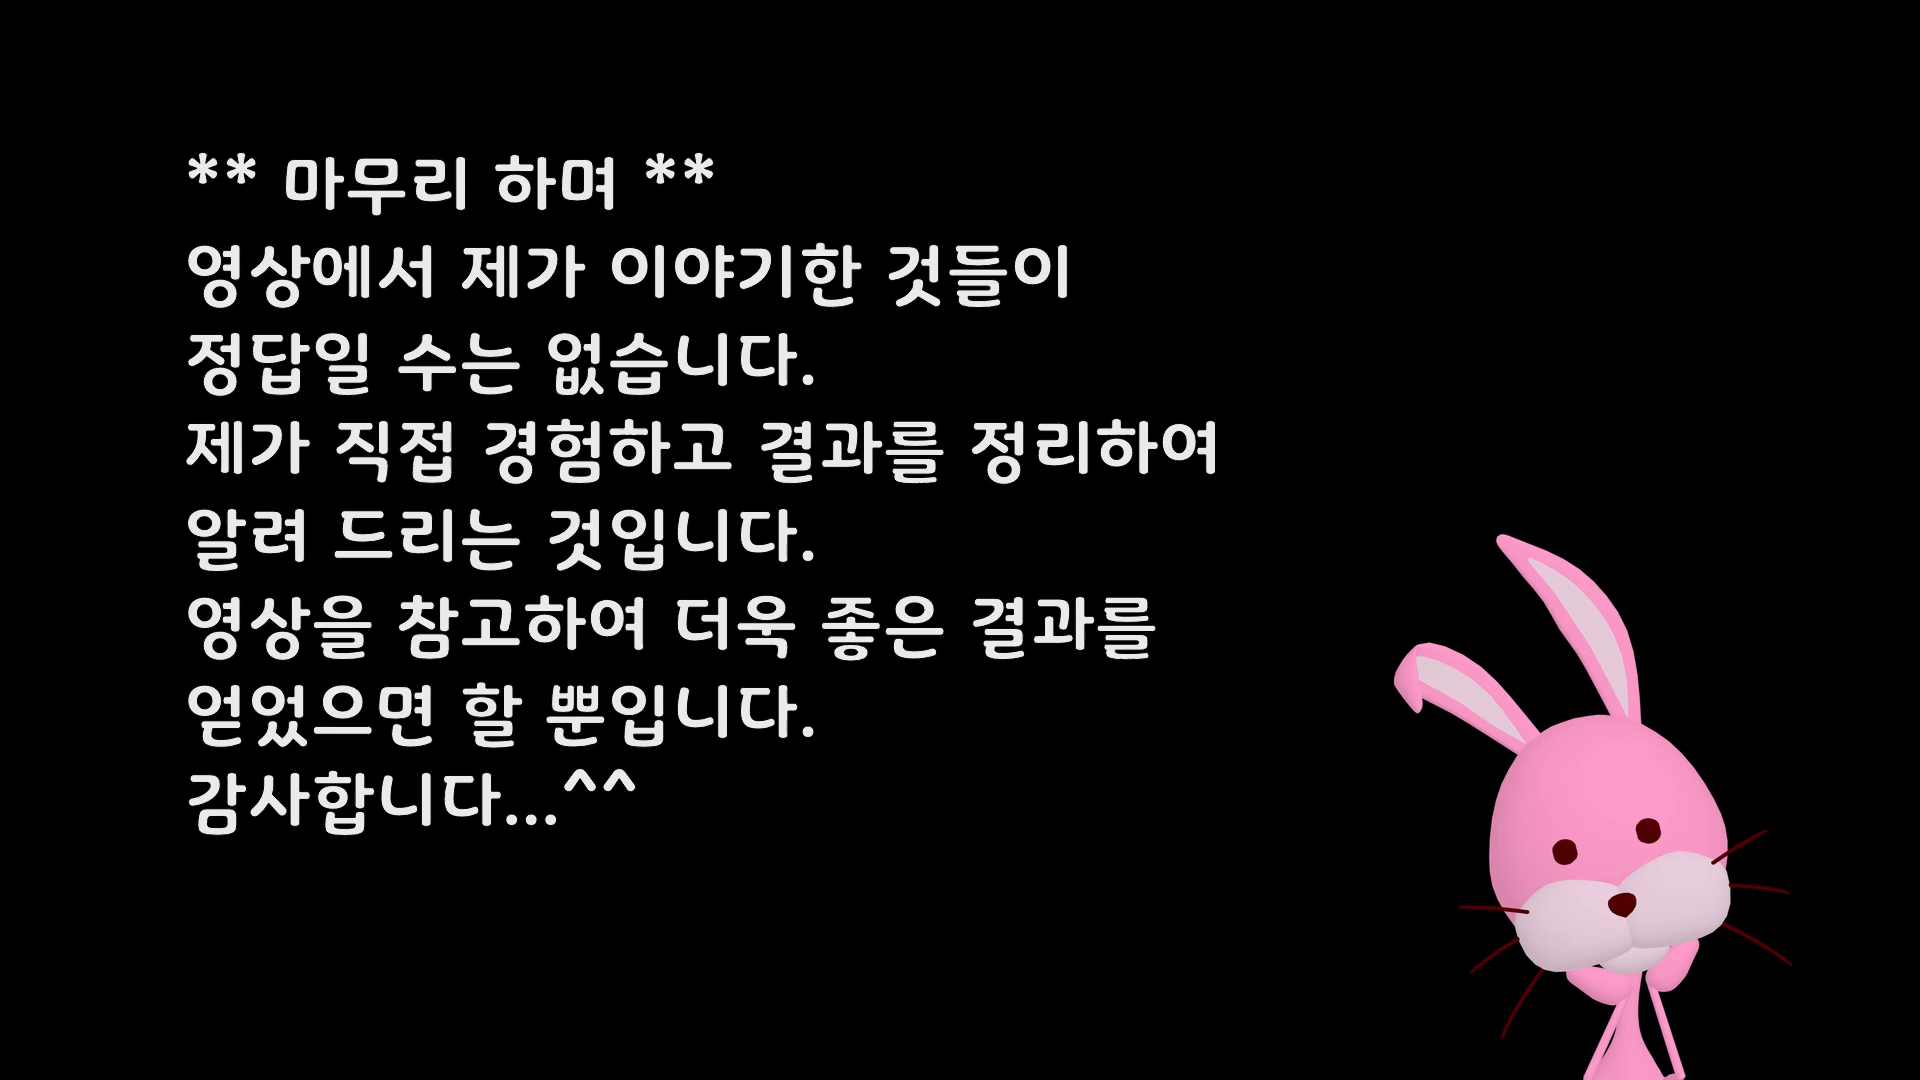 ** 마무리 하며 **
영상에서 제가 이야기한 것들이
정답일 수는 없습니다.
제가 직접 경험하고 결과를 정리하여
알려 드리는 것입니다.
영상을 참고하여 더욱 좋은 결과를
얻었으면 할 뿐입니다.
감사합니다...^^